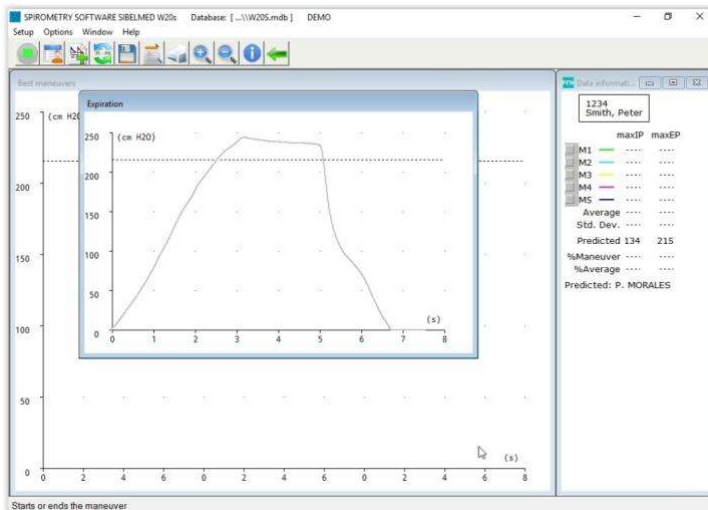 SPIROMETRY SOFTWARE SIBELMED W20s Database: [ ...\\W20S.mdb ] DEMO
Setup Options Window Help
Best maneuvers
250
(cm H2O
200
150
100
50
0
0 2 4 6 0 2 4 6 0 2 4 6 8
(s)
Expiration
250
(cm H2O)
200
150
100
50
0
(s)
0 1 2 3 4 5 6 7 8
Data informati...
1234
Smith, Peter
maxIP maxEP
M1 ---- ----
M2 ---- ----
M3 ---- ----
M4 ---- ----
M5 ---- ----
Average ---- ----
Std. Dev. ---- ----
Predicted 134 215
%Maneuver ---- ----
%Average ---- ----
Predicted: P. MORALES
Starts or ends the maneuver